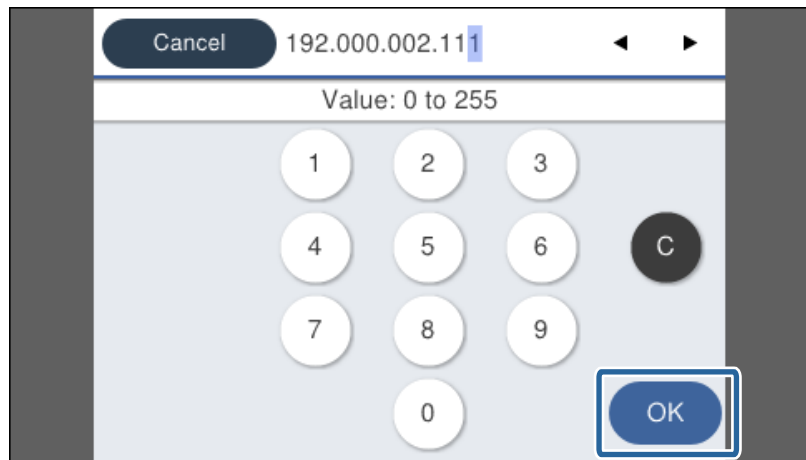 Cancel 192.000.002.111 ◄ ►
Value: 0 to 255
1 2 3
4 5 6 C
7 8 9
0 OK